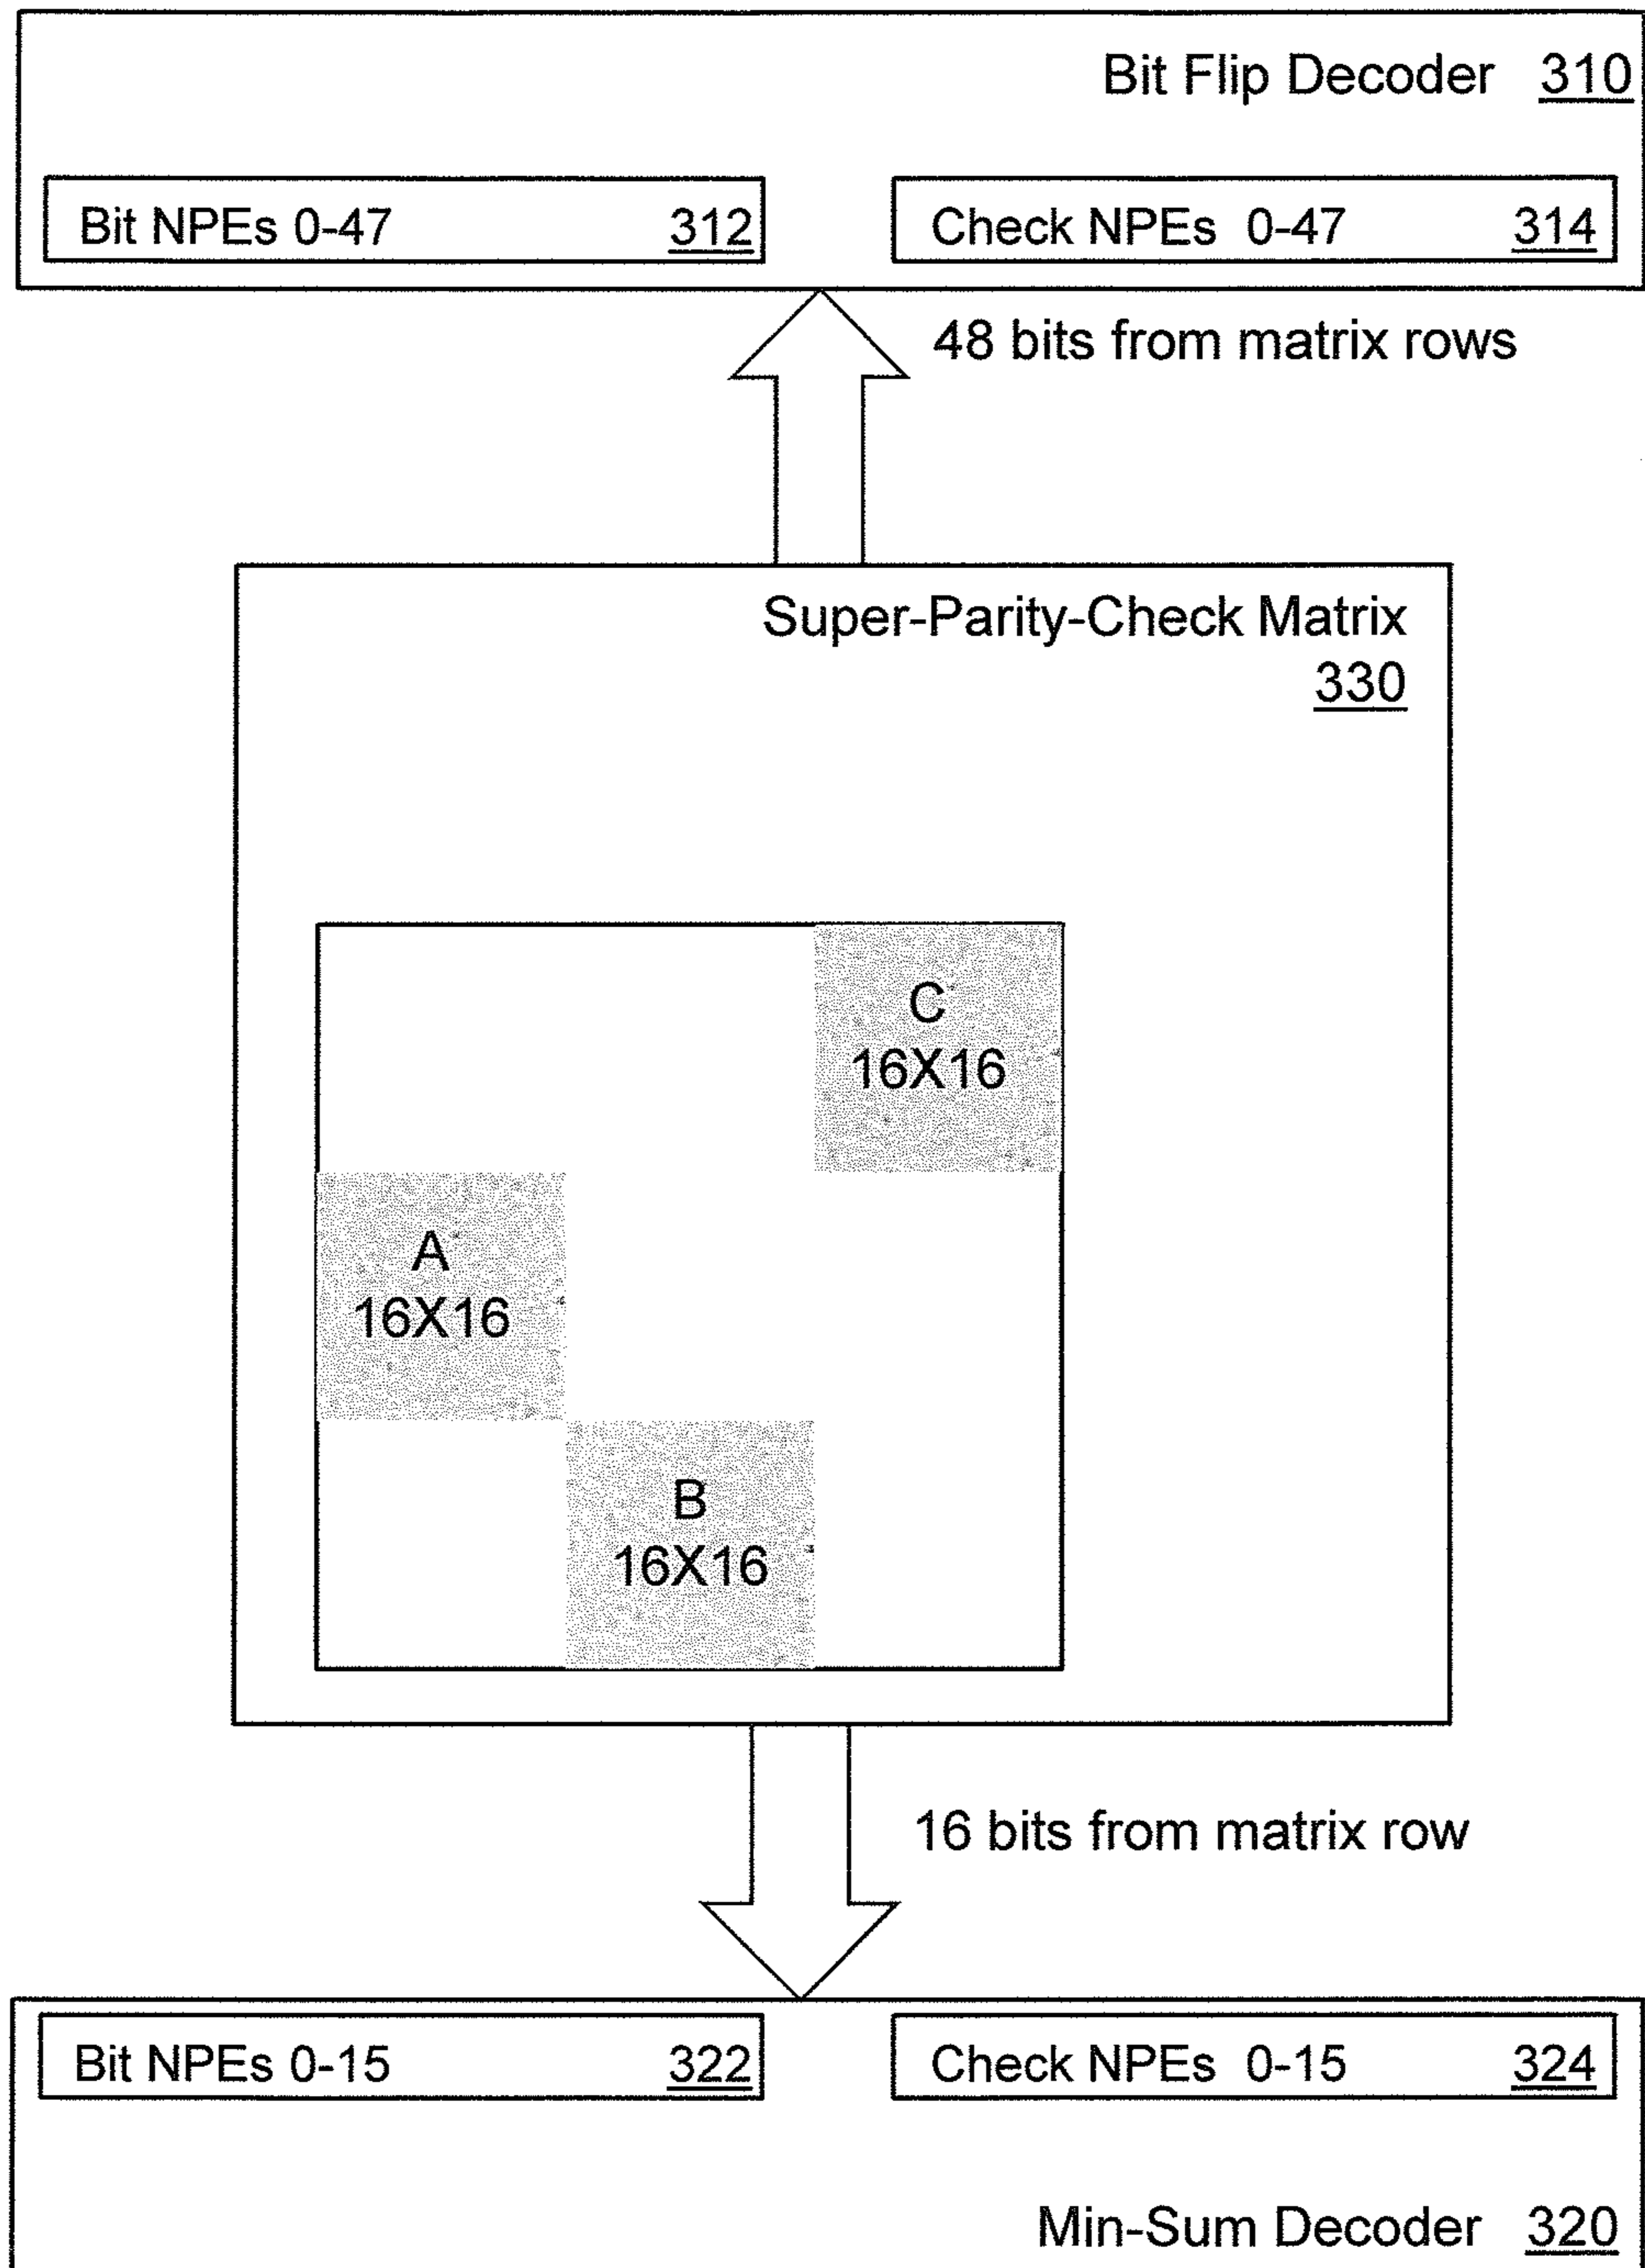 Bit Flip Decoder 310
Bit NPEs 0-47 312
Check NPEs 0-47 314
48 bits from matrix rows
Super-Parity-Check Matrix
330
C
16X16
A
16X16
B
16X16
16 bits from matrix row
Bit NPEs 0-15 322
Check NPEs 0-15 324
Min-Sum Decoder 320